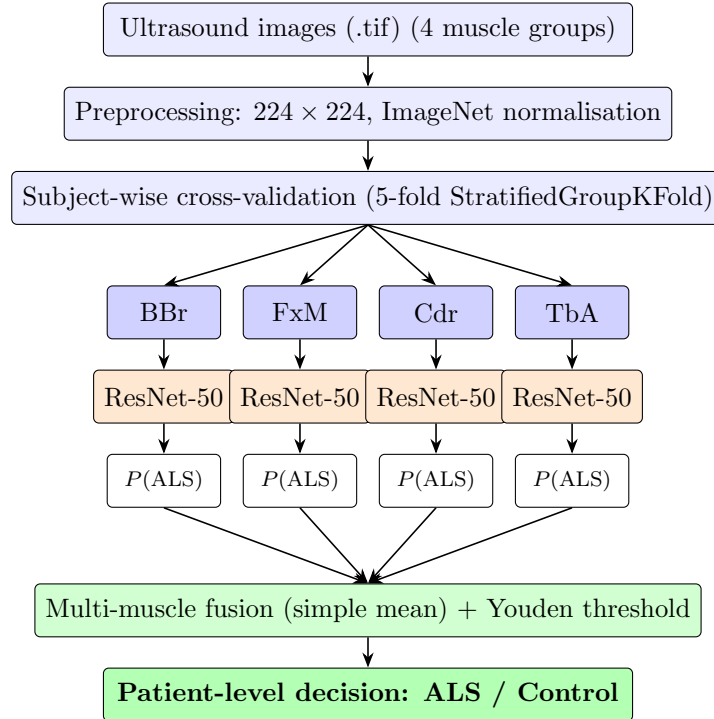 Ultrasound images (.tif) (4 muscle groups)
Preprocessing: 224 × 224, ImageNet normalisation
Subject-wise cross-validation (5-fold StratifiedGroupKFold)
BBr FxM Cdr TbA
ResNet-50 ResNet-50 ResNet-50 ResNet-50
P(ALS) P(ALS) P(ALS) P(ALS)
Multi-muscle fusion (simple mean) + Youden threshold
Patient-level decision: ALS / Control